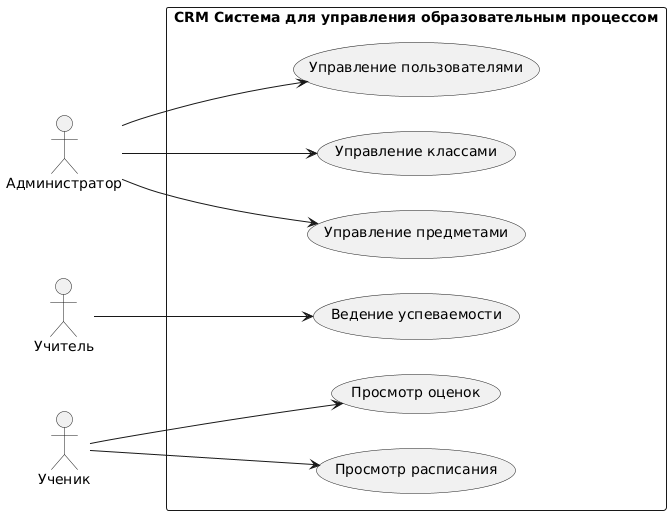 CRM Система для управления образовательным процессом
Управление пользователями
Управление классами
Администратор
Управление предметами
Ведение успеваемости
Учитель
Просмотр оценок
Просмотр расписания
Ученик